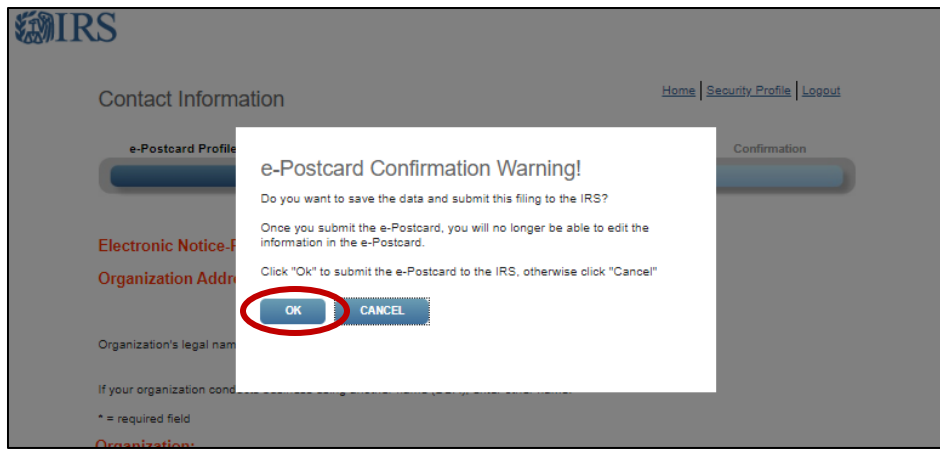 IRS
Contact Information
Home Security Profile Logout
e-Postcard Profile
Confirmation
e-Postcard Confirmation Warning!
Do you want to save the data and submit this filing to the IRS?
Once you submit the e-Postcard, you will no longer be able to edit the
information in the e-Postcard.
Click "Ok" to submit the e-Postcard to the IRS, otherwise click "Cancel"
OK CANCEL
Electronic Notice-
Organization Addr
Organization's legal nam
If your organization cond
* = required field
Organization: